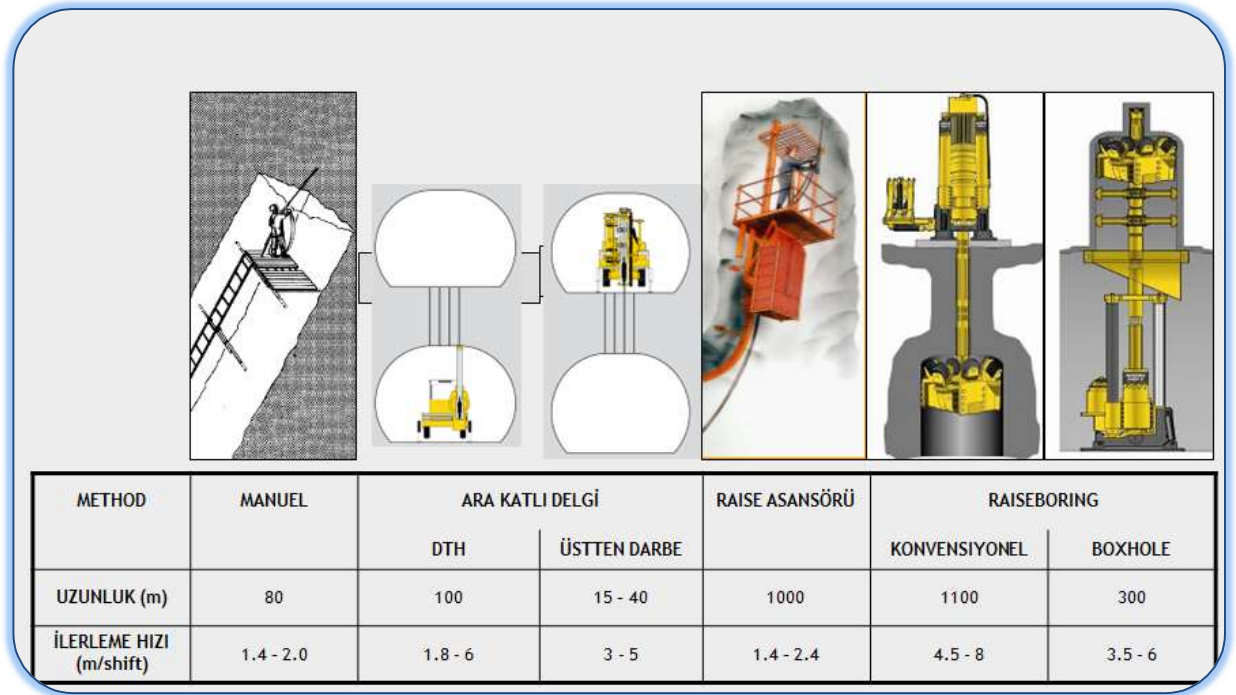 METHOD MANUEL ARA KATLI DELGİ RAISE ASANSÖRÜ RAISEBORING
DTH ÜSTTEN DARBE KONVENSIYONEL BOXHOLE
UZUNLUK (m) 80 100 15 - 40 1000 1100 300
İLERLEME HIZI
(m/shift) 1.4 - 2.0 1.8 - 6 3 - 5 1.4 - 2.4 4.5 - 8 3.5 - 6